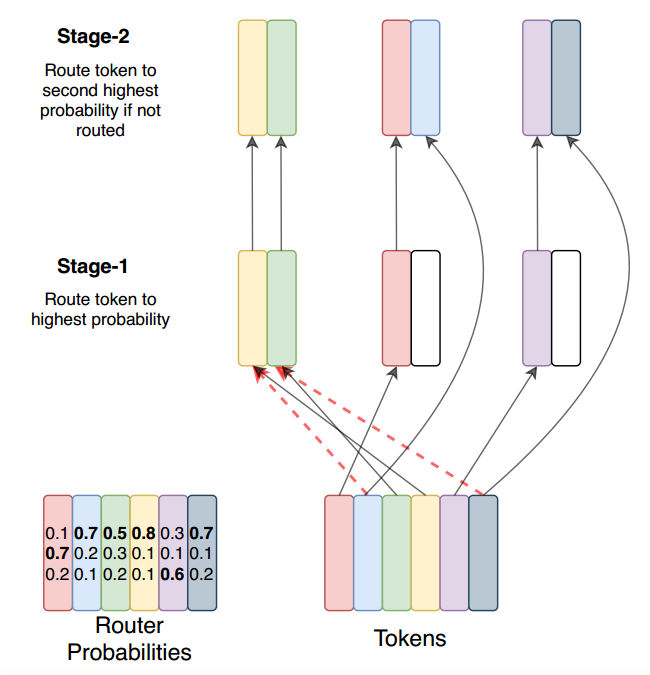 Stage-2
Route token to
second highest
probability if not
routed
Stage-1
Route token to
highest probability
0.1 0.7 0.5 0.8 0.3 0.7
0.7 0.2 0.3 0.1 0.1 0.1
0.2 0.1 0.2 0.1 0.6 0.2
Router
Probabilities
Tokens